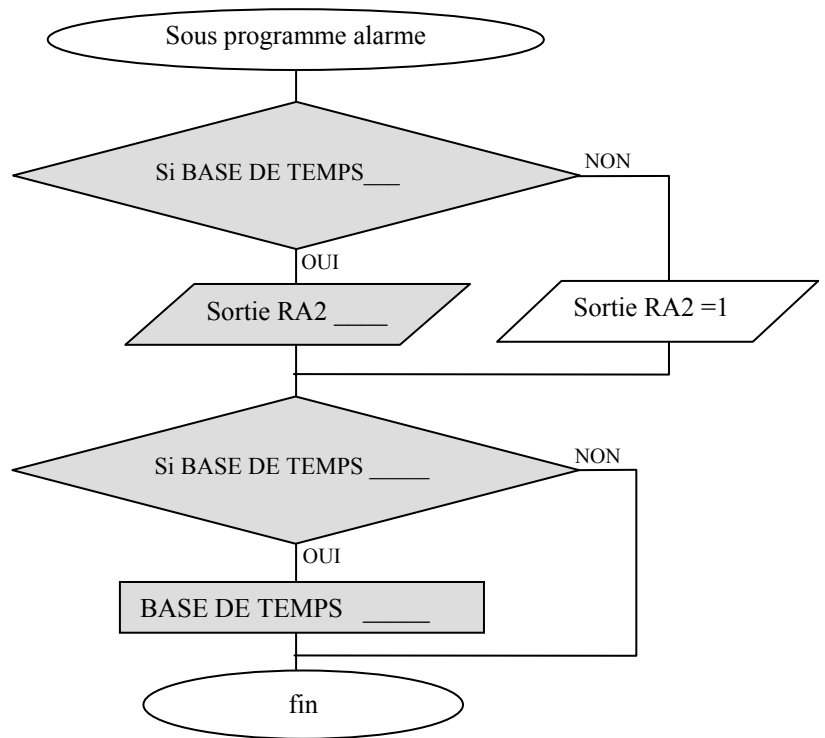 Sous programme alarme
Si BASE DE TEMPS___
NON
OUI
Sortie RA2 ____
Sortie RA2 =1
Si BASE DE TEMPS _____
NON
OUI
BASE DE TEMPS _____
fin